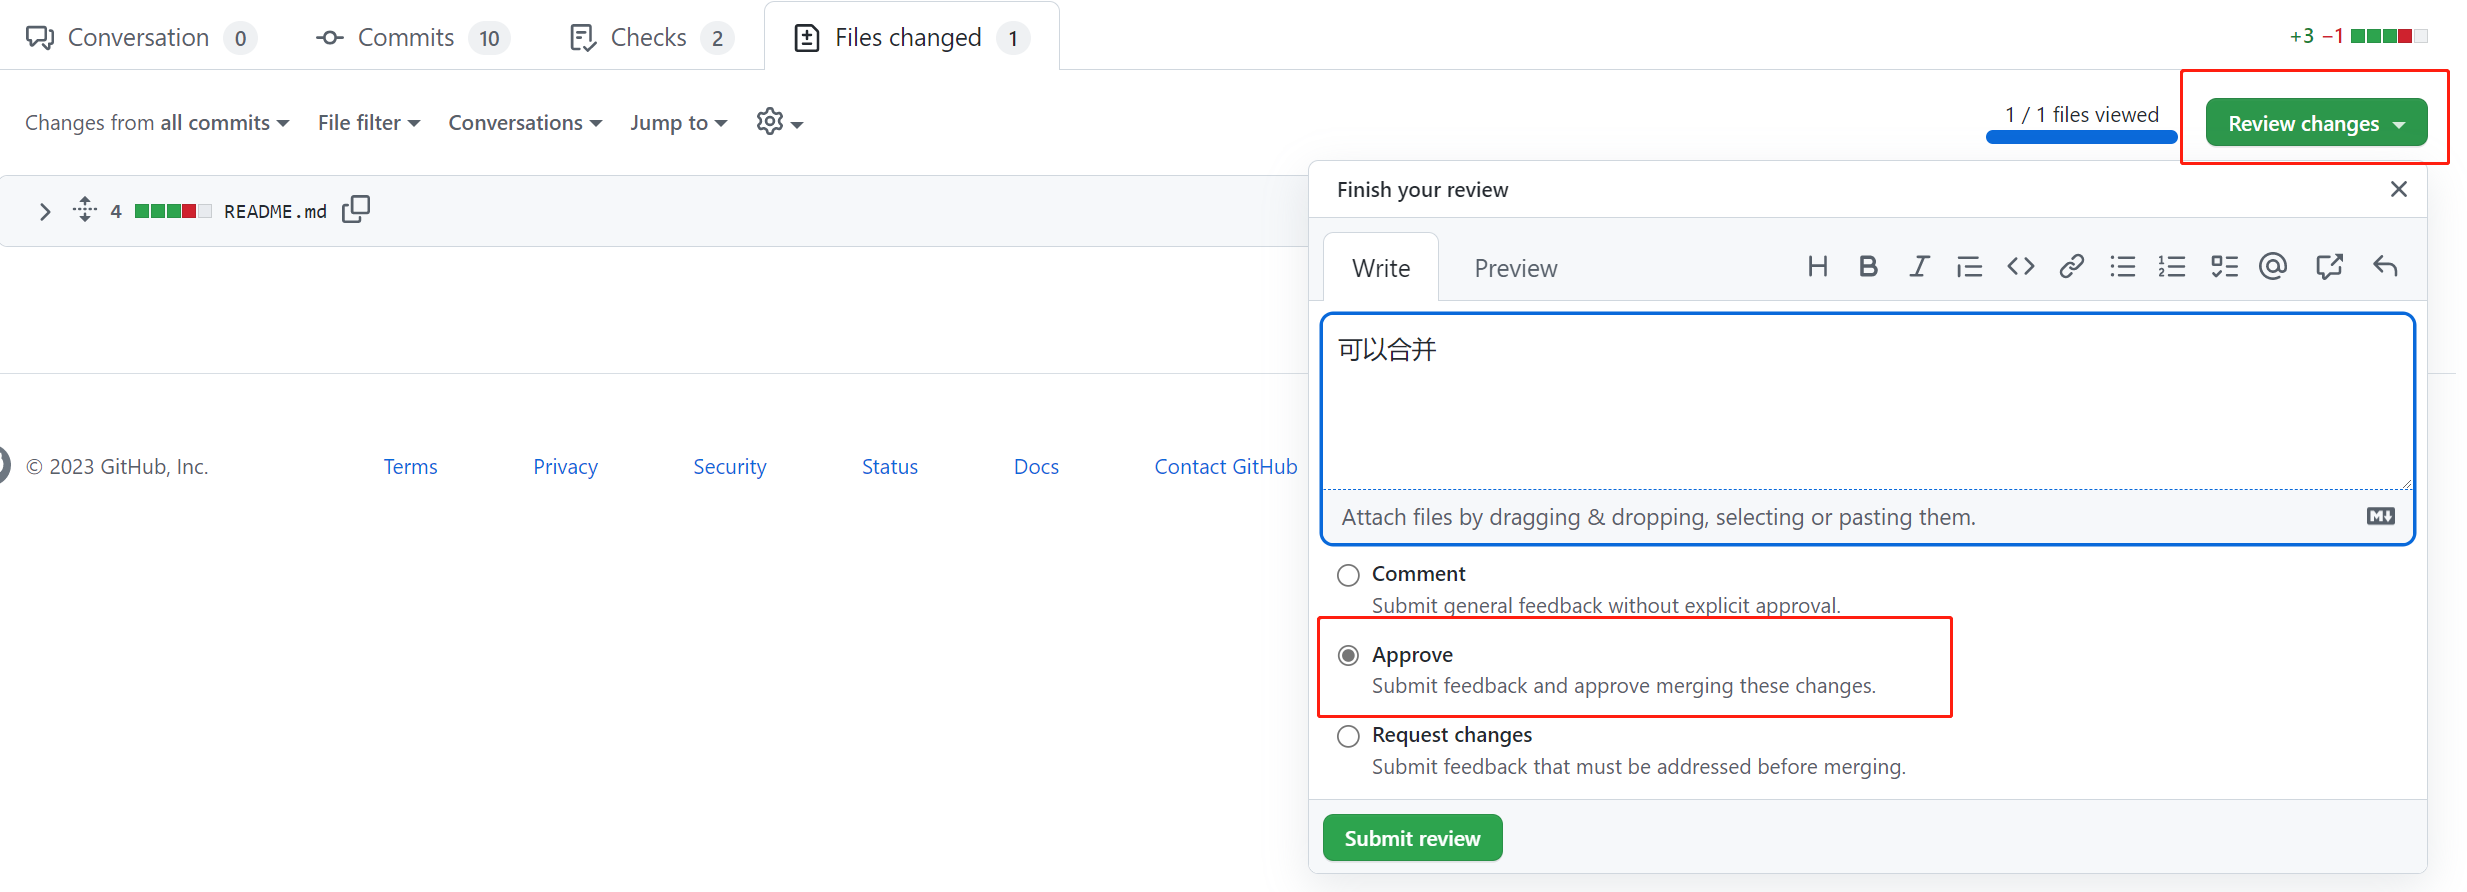 Conversation 0 Commits 10 Checks 2 Files changed 1 +3 −1
Changes from all commits File filter Conversations Jump to 1 / 1 files viewed Review changes
4 README.md
Finish your review
Write Preview
可以合并
Attach files by dragging & dropping, selecting or pasting them.
Comment
Submit general feedback without explicit approval.
Approve
Submit feedback and approve merging these changes.
Request changes
Submit feedback that must be addressed before merging.
Submit review
© 2023 GitHub, Inc. Terms Privacy Security Status Docs Contact GitHub